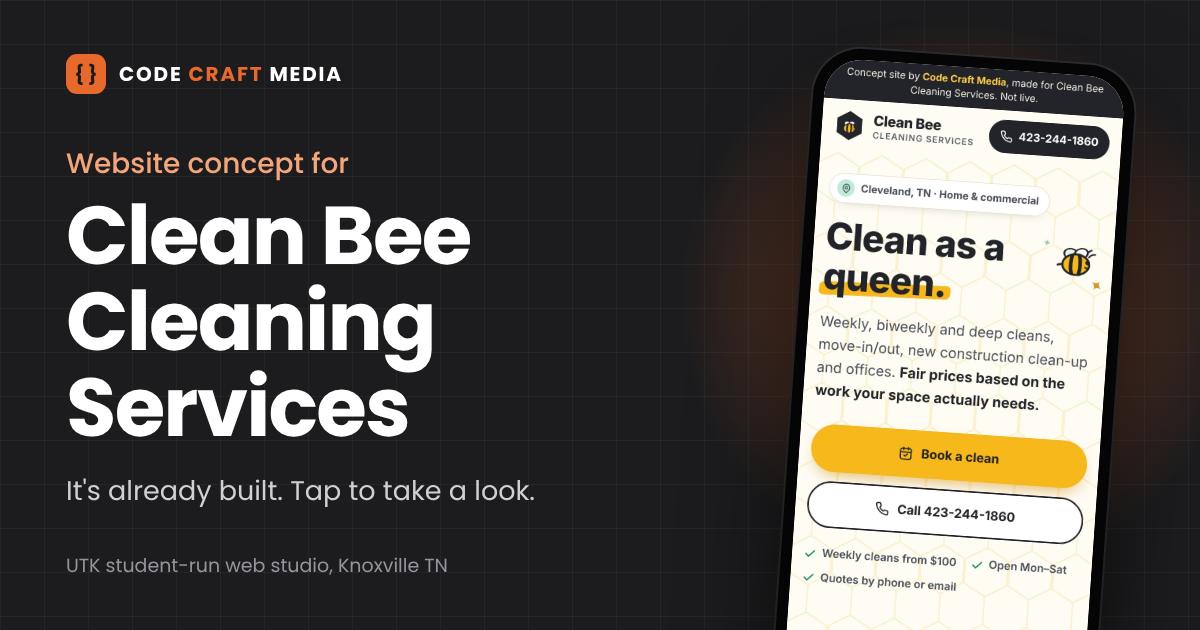 { } CODE CRAFT MEDIA
Website concept for
Clean Bee
Cleaning
Services
It's already built. Tap to take a look.
UTK student-run web studio, Knoxville TN
Concept site by Code Craft Media, made for Clean Bee
Cleaning Services. Not live.
Clean Bee
CLEANING SERVICES
423-244-1860
Cleveland, TN · Home & commercial
Clean as a
queen.
Weekly, biweekly and deep cleans,
move-in/out, new construction clean-up
and offices. Fair prices based on the
work your space actually needs.
Book a clean
Call 423-244-1860
Weekly cleans from $100
Open Mon–Sat
Quotes by phone or email